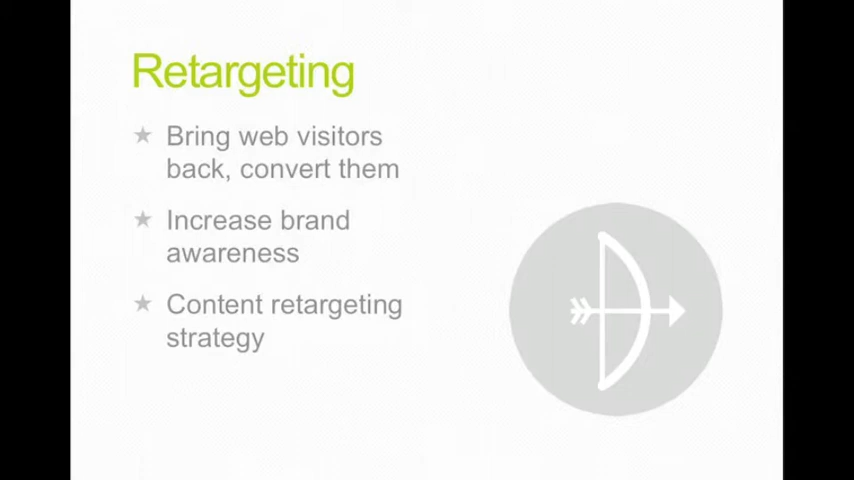 Retargeting
Bring web visitors
back, convert them
Increase brand
awareness
Content retargeting
strategy